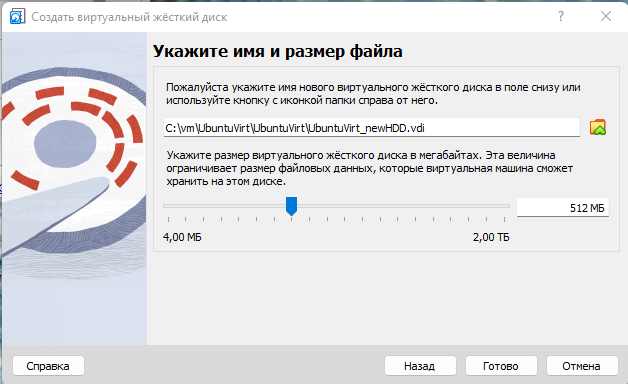 Создать виртуальный жёсткий диск
Укажите имя и размер файла
Пожалуйста укажите имя нового виртуального жёсткого диска в поле снизу или
используйте кнопку с иконкой папки справа от него.
C:\vm\UbuntuVirt\UbuntuVirt\UbuntuVirt_newHDD.vdi
Укажите размер виртуального жёсткого диска в мегабайтах. Эта величина
ограничивает размер файловых данных, которые виртуальная машина сможет
хранить на этом диске.
512 МБ
4,00 МБ 2,00 ТБ
Справка Назад Готово Отмена